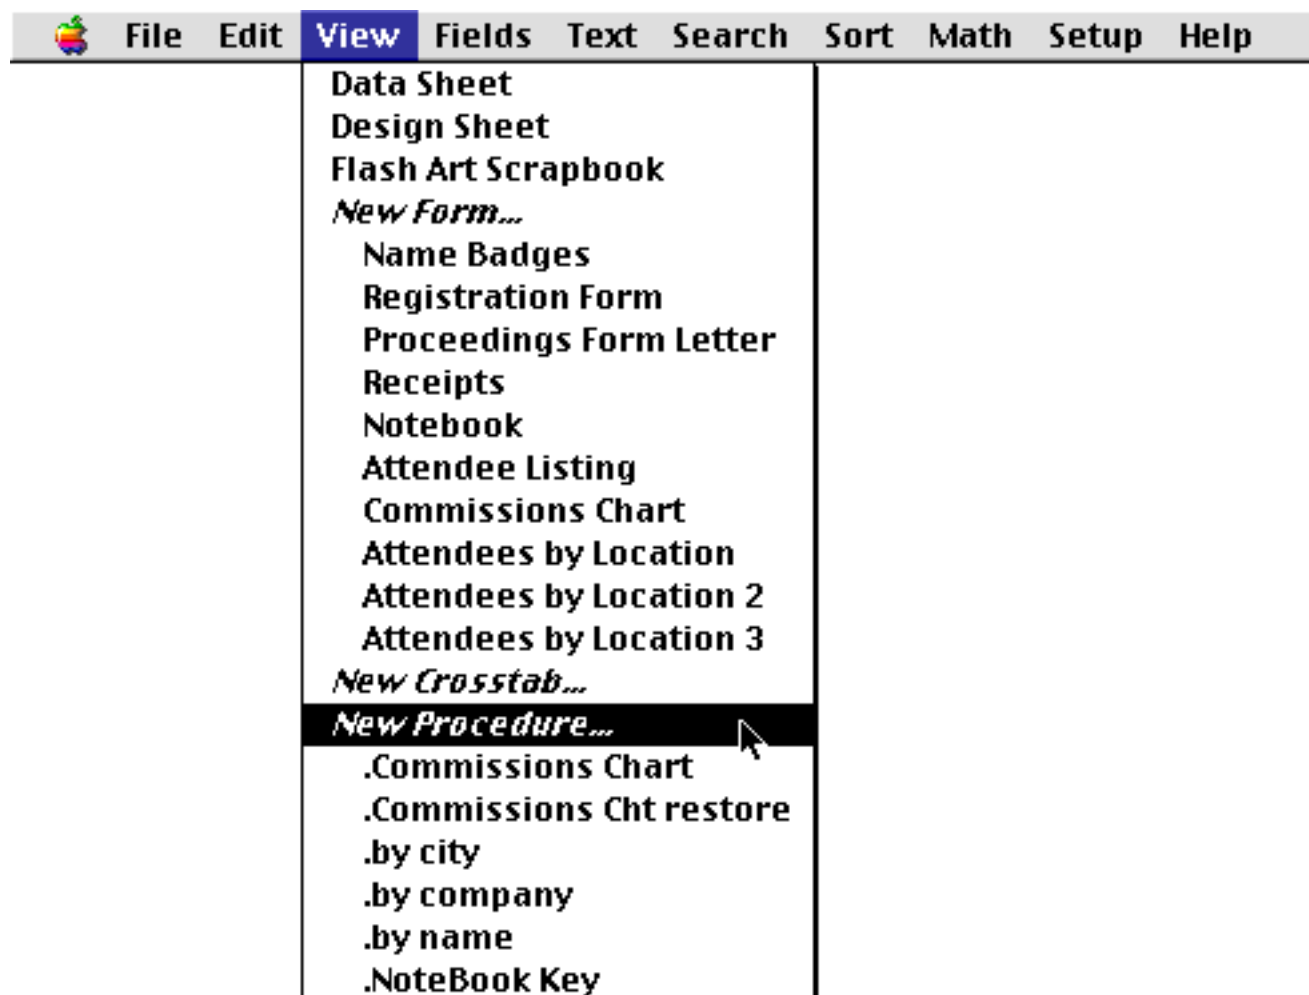 File Edit View Fields Text Search Sort Math Setup Help
Data Sheet
Design Sheet
Flash Art Scrapbook
New Form...
Name Badges
Registration Form
Proceedings Form Letter
Receipts
Notebook
Attendee Listing
Commissions Chart
Attendees by Location
Attendees by Location 2
Attendees by Location 3
New Crosstab...
New Procedure...
.Commissions Chart
.Commissions Cht restore
.by city
.by company
.by name
.NoteBook Key